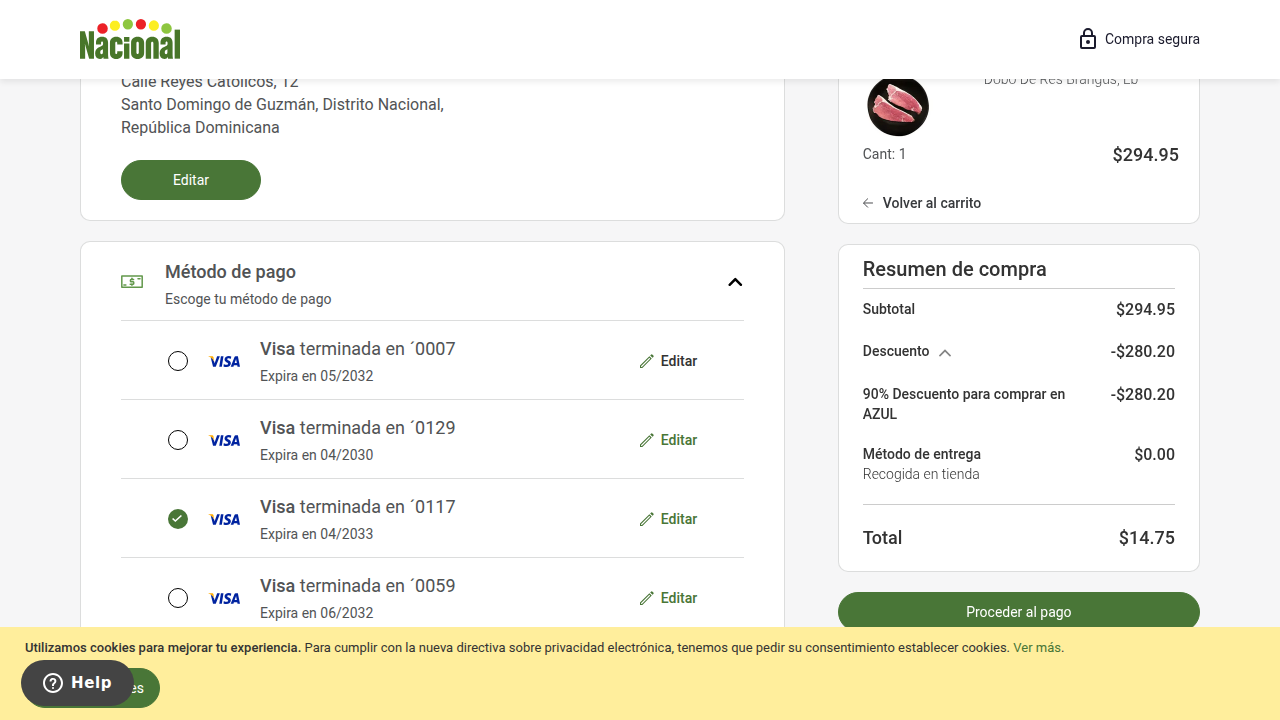 Nacional
Compra segura
Calle Reyes Católicos, 12
Santo Domingo de Guzmán, Distrito Nacional,
República Dominicana
Editar
Método de pago
Escoge tu método de pago
Visa terminada en ´0007
Expira en 05/2032
Editar
Visa terminada en ´0129
Expira en 04/2030
Editar
Visa terminada en ´0117
Expira en 04/2033
Editar
Visa terminada en ´0059
Expira en 06/2032
Editar
VISA
VISA
VISA
VISA
Bobo De Res Brangus, Lb
Cant: 1
$294.95
Volver al carrito
Resumen de compra
Subtotal
$294.95
Descuento
-$280.20
90% Descuento para comprar en
AZUL
-$280.20
Método de entrega
$0.00
Recogida en tienda
Total
$14.75
Proceder al pago
Utilizamos cookies para mejorar tu experiencia. Para cumplir con la nueva directiva sobre privacidad electrónica, tenemos que pedir su consentimiento establecer cookies. Ver más.
Help